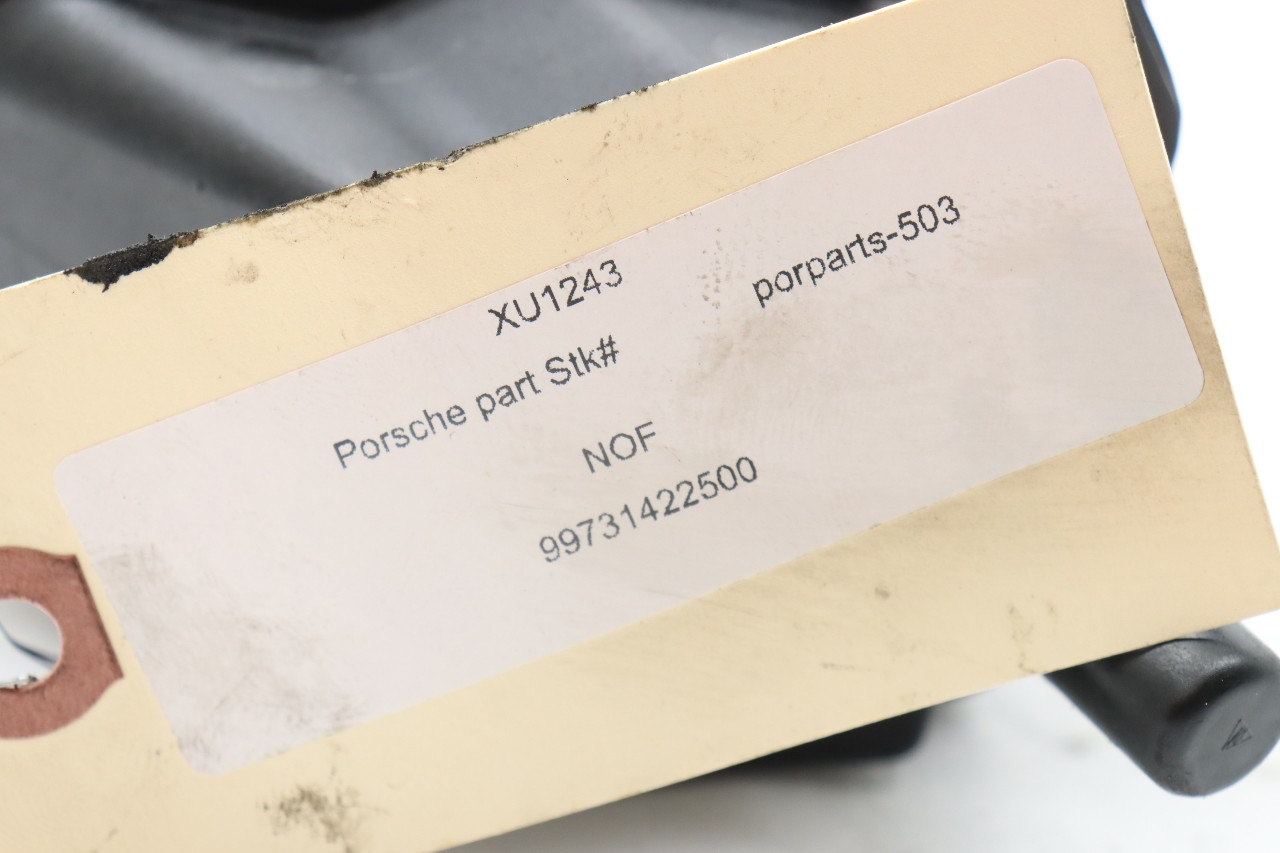 XU1243 porparts-503
Porsche part Stk#
NOF
99731422500